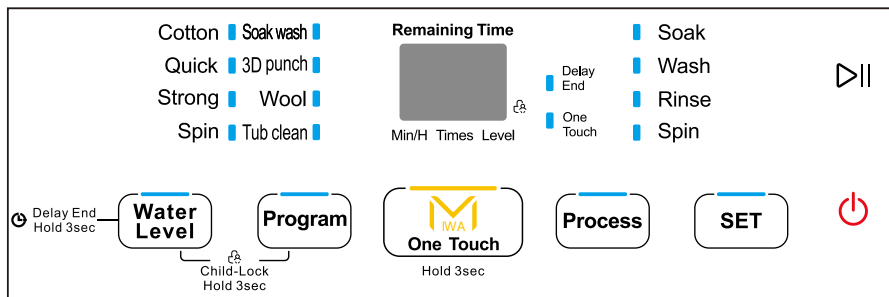 Cotton Soak wash
Quick 3D punch
Strong Wool
Spin Tub clean
Remaining Time
Min/H Times Level
Delay
End
One
Touch
Soak
Wash
Rinse
Spin
Delay End
Hold 3sec
Water
Level
Program
Child-Lock
Hold 3sec
MIWA
One Touch
Hold 3sec
Process
SET